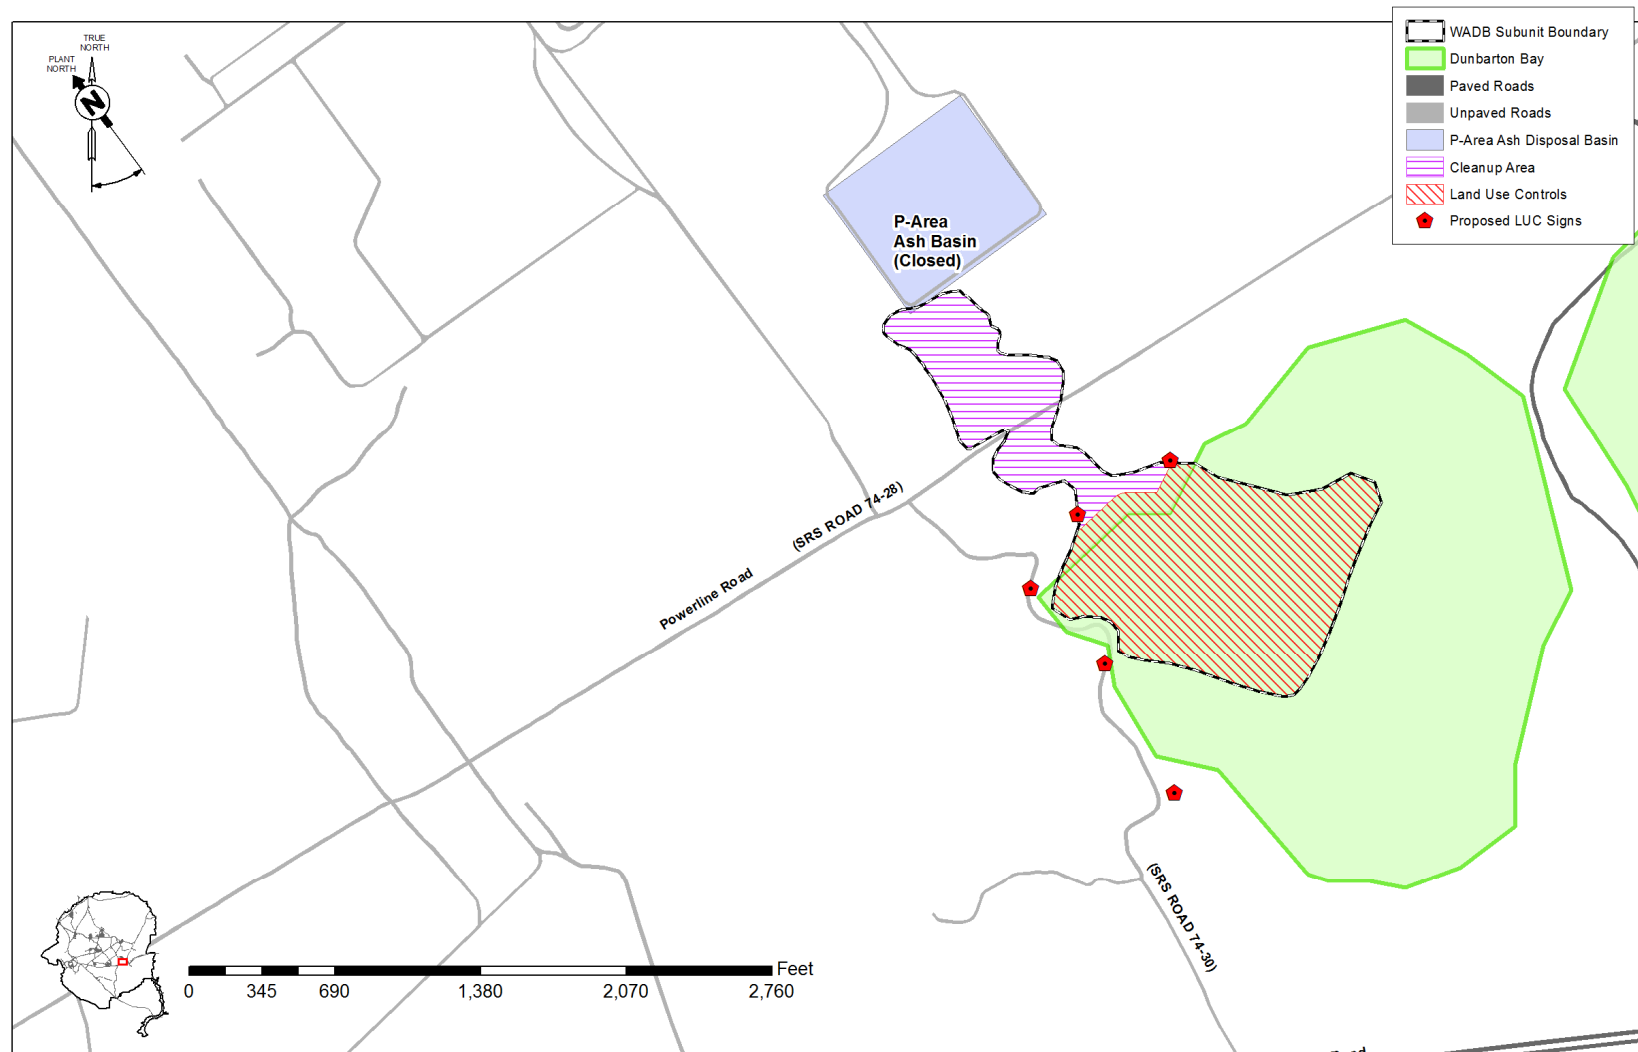 TRUE
NORTH
PLANT
NORTH
N
WADB Subunit Boundary
Dunbarton Bay
Paved Roads
Unpaved Roads
P-Area Ash Disposal Basin
Cleanup Area
Land Use Controls
Proposed LUC Signs
P-Area
Ash Basin
(Closed)
(SRS ROAD 74-28)
Powerline Road
(SRS ROAD 74-30)
Feet
0 345 690 1,380 2,070 2,760